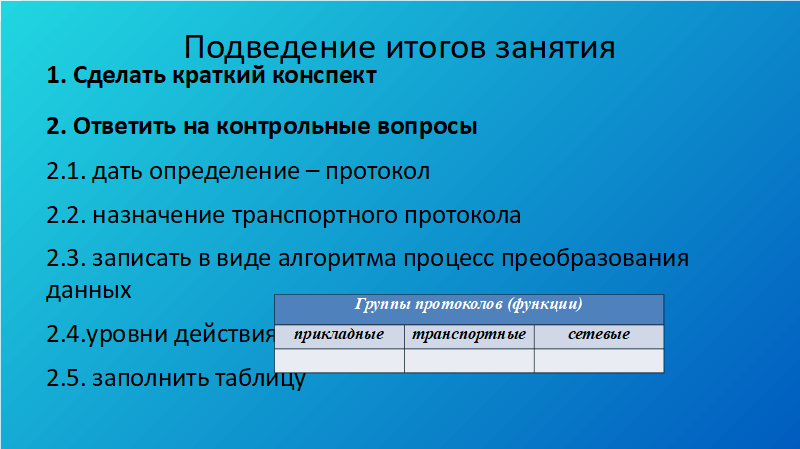 Подведение итогов занятия
1. Сделать краткий конспект
2. Ответить на контрольные вопросы
2.1. дать определение – протокол
2.2. назначение транспортного протокола
2.3. записать в виде алгоритма процесс преобразования
данных
2.4.уровни действия
2.5. заполнить таблицу
Группы протоколов (функции)
прикладные транспортные сетевые